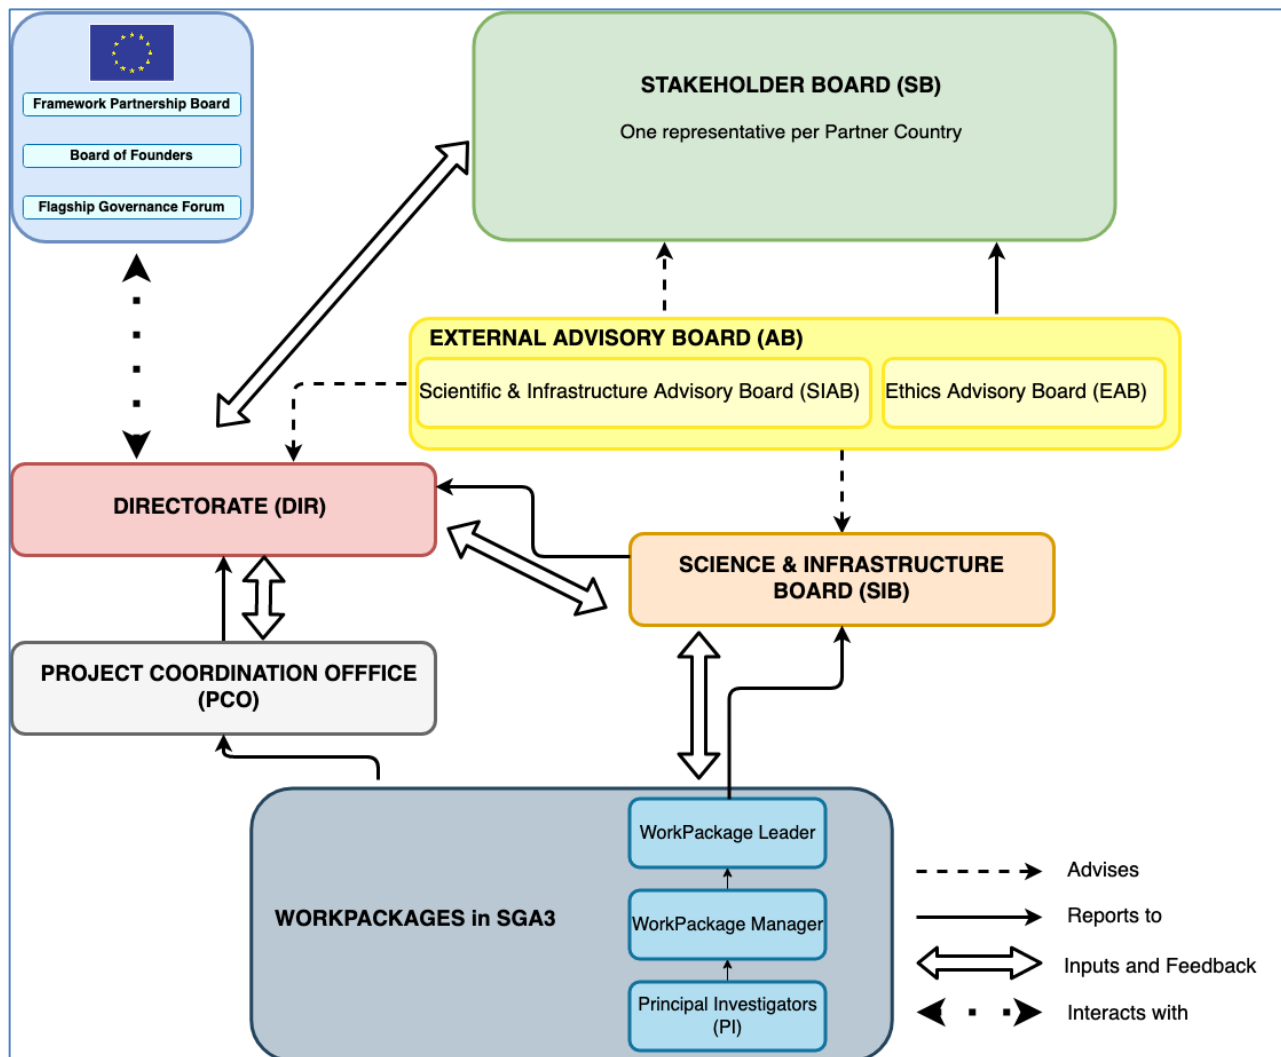 Framework Partnership Board
Board of Founders
Flagship Governance Forum
STAKEHOLDER BOARD (SB)
One representative per Partner Country
EXTERNAL ADVISORY BOARD (AB)
Scientific & Infrastructure Advisory Board (SIAB)
Ethics Advisory Board (EAB)
DIRECTORATE (DIR)
SCIENCE & INFRASTRUCTURE
BOARD (SIB)
PROJECT COORDINATION OFFFICE
(PCO)
WORKPACKAGES in SGA3
WorkPackage Leader
WorkPackage Manager
Principal Investigators
(PI)
Advises
Reports to
Inputs and Feedback
Interacts with